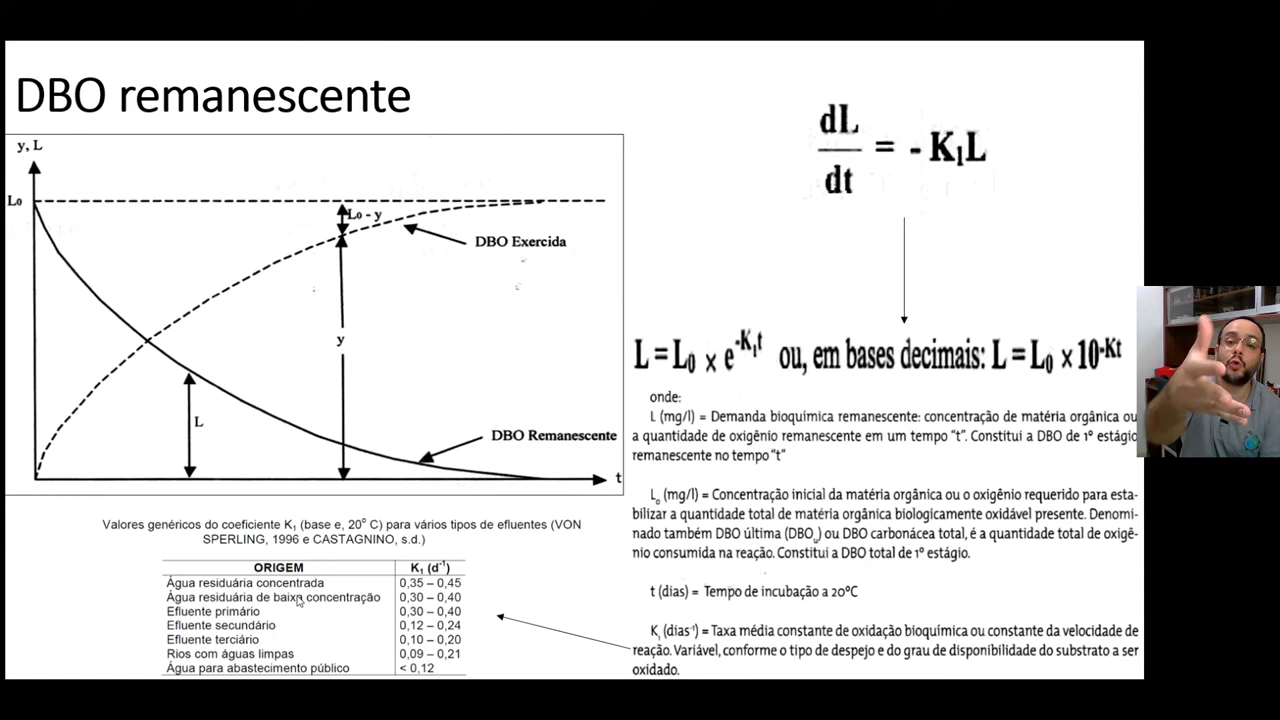 DBO remanescente
y, L
L₀
L₀ - y
DBO Exercida
y
L
DBO Remanescente
t
Valores genéricos do coeficiente K₁ (base e, 20° C) para vários tipos de efluentes (VON
SPERLING, 1996 e CASTAGNINO, s.d.)
ORIGEM K₁ (d⁻¹)
Água residuária concentrada 0,35 – 0,45
Água residuária de baixa concentração 0,30 – 0,40
Efluente primário 0,30 – 0,40
Efluente secundário 0,12 – 0,24
Efluente terciário 0,10 – 0,20
Rios com águas limpas 0,09 – 0,21
Água para abastecimento público < 0,12
dL
dt
= - K₁L
L = L₀ x e^-K₁t ou, em bases decimais: L = L₀ x 10^-Kt
onde:
L (mg/l) = Demanda bioquímica remanescente: concentração de matéria orgânica ou
a quantidade de oxigênio remanescente em um tempo “t”. Constitui a DBO de 1º estágio
remanescente no tempo “t”
L₀ (mg/l) = Concentração inicial da matéria orgânica ou o oxigênio requerido para esta-
bilizar a quantidade total de matéria orgânica biologicamente oxidável presente. Denomi-
nado também DBO última (DBOᵤ) ou DBO carbonácea total, é a quantidade total de oxigê-
nio consumida na reação. Constitui a DBO total de 1º estágio.
t (dias) = Tempo de incubação a 20ºC
K₁ (dias⁻¹) = Taxa média constante de oxidação bioquímica ou constante da velocidade de
reação. Variável, conforme o tipo de despejo e do grau de disponibilidade do substrato a ser
oxidado.